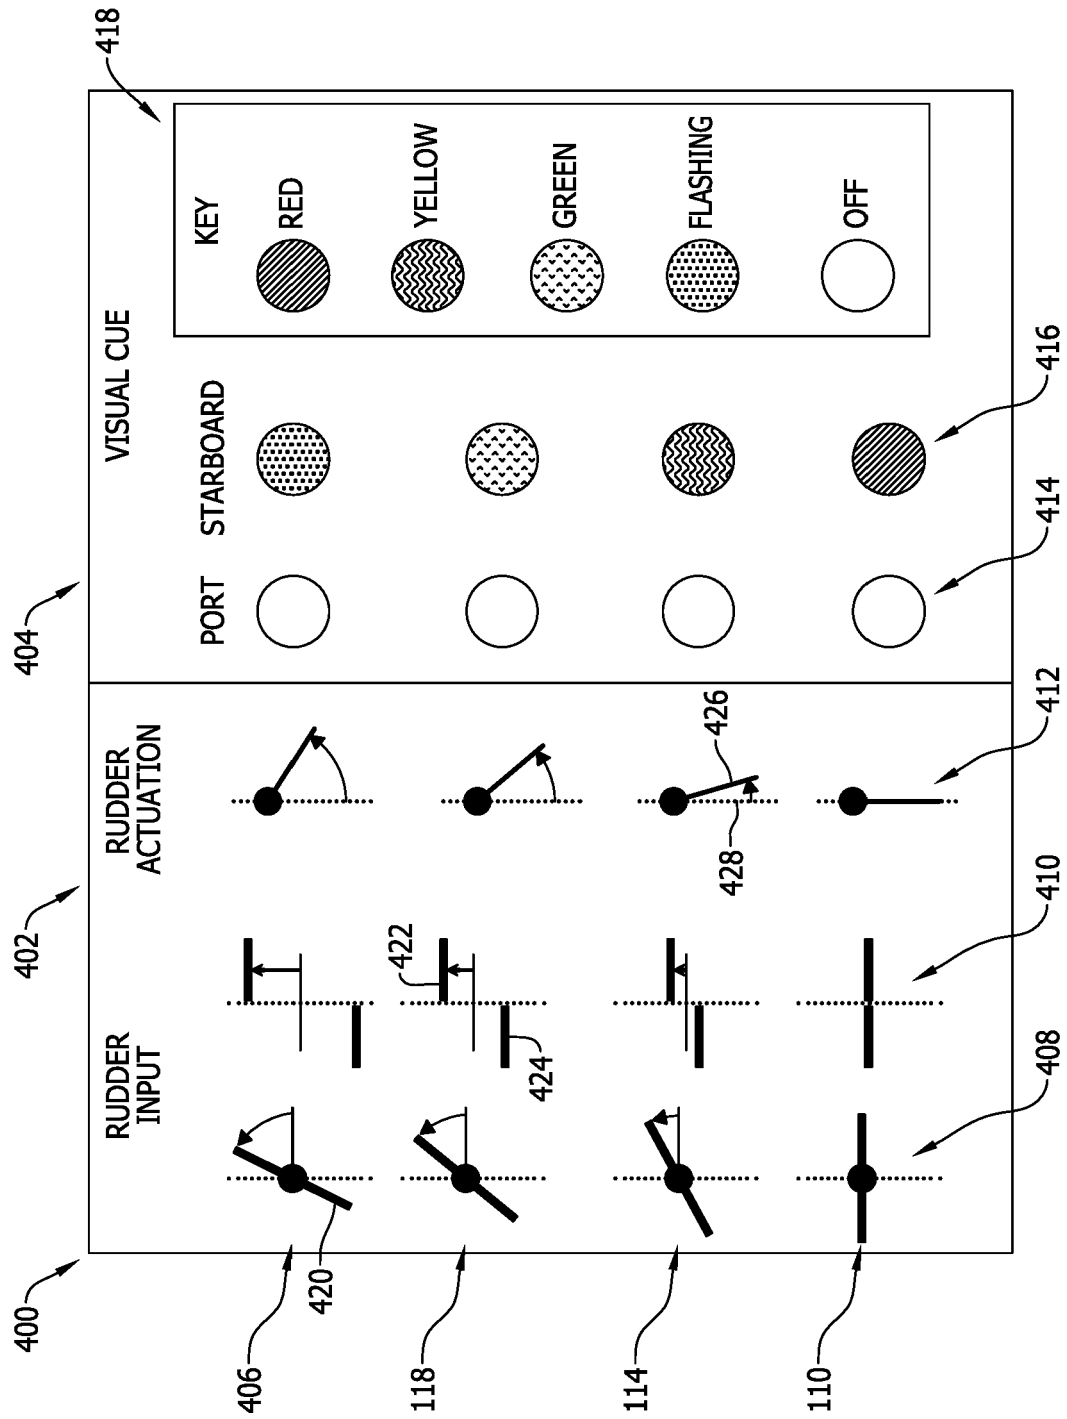 400
402
404
RUDDER
INPUT
RUDDER
ACTUATION
VISUAL CUE
PORT
STARBOARD
KEY
RED
YELLOW
GREEN
FLASHING
OFF
418
406
420
118
422
424
114
426
428
110
408
410
412
414
416